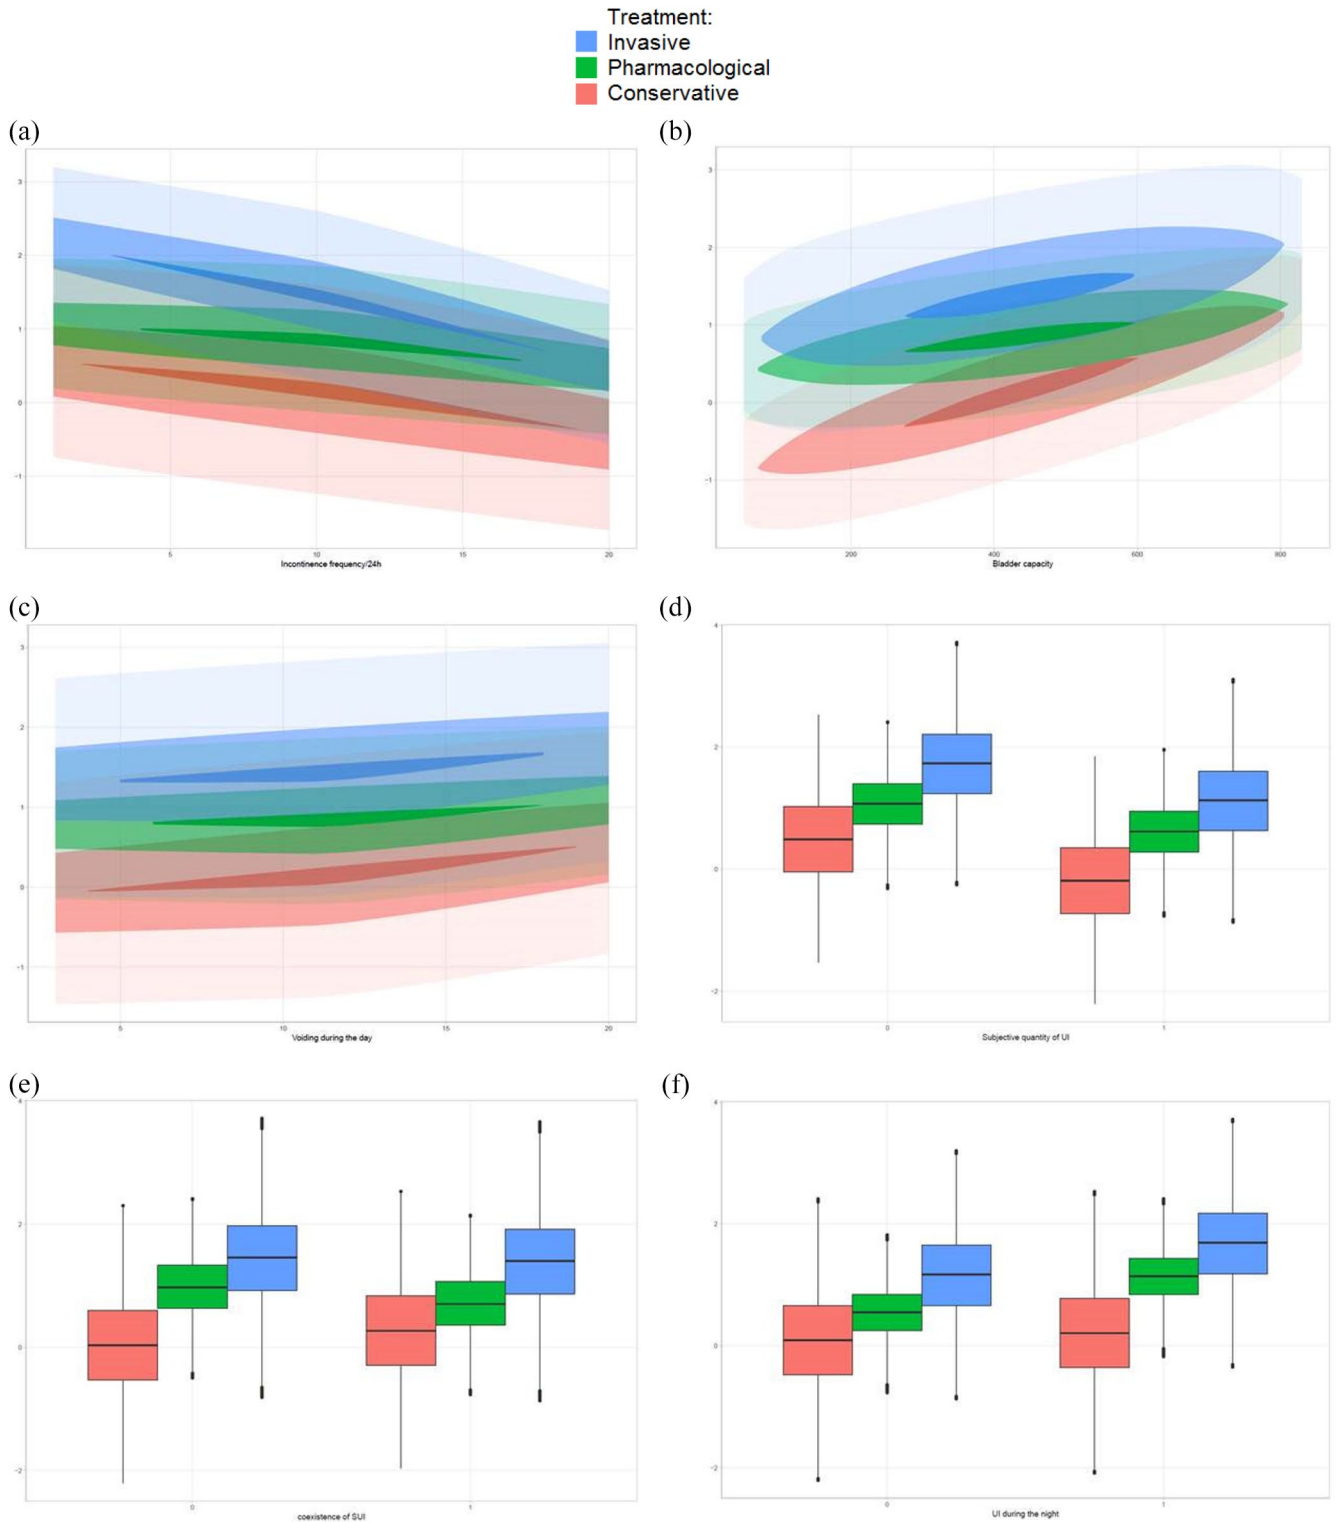 Treatment:
Invasive
Pharmacological
Conservative
(a)
3
2
1
0
-1
5
10
15
20
Incontinence frequency/24h
(b)
3
2
1
0
-1
200
400
600
800
Bladder capacity
(c)
3
2
1
0
-1
5
10
15
20
Voiding during the day
(d)
4
2
0
-2
0
1
Subjective quantity of UI
(e)
4
2
0
-2
0
1
coexistence of SUI
(f)
4
2
0
-2
0
1
UI during the night